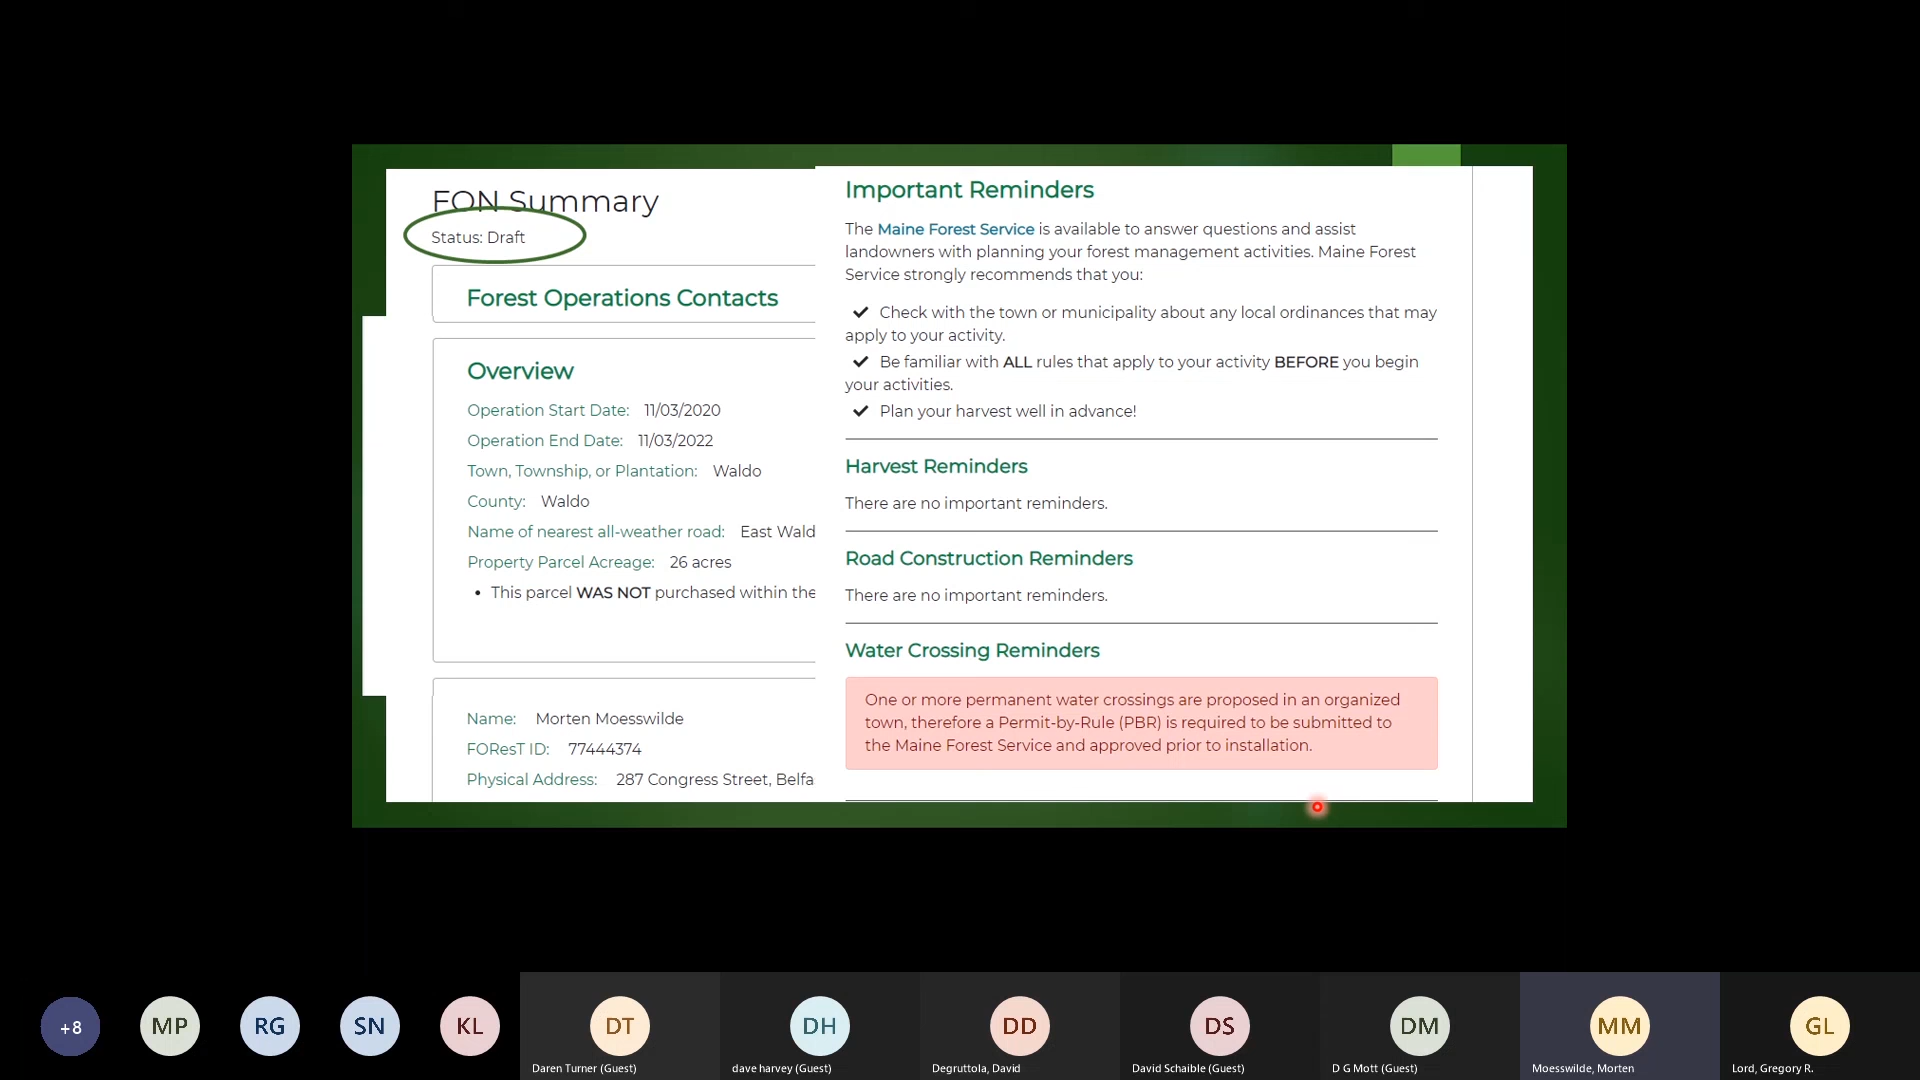 FON Summary
Status: Draft
Forest Operations Contacts
Overview
Operation Start Date: 11/03/2020
Operation End Date: 11/03/2022
Town, Township, or Plantation: Waldo
County: Waldo
Name of nearest all-weather road: East Wald
Property Parcel Acreage: 26 acres
• This parcel WAS NOT purchased within the
Name: Morten Moesswilde
FOResT ID: 77444374
Physical Address: 287 Congress Street, Belfa
Important Reminders
The Maine Forest Service is available to answer questions and assist
landowners with planning your forest management activities. Maine Forest
Service strongly recommends that you:
✔ Check with the town or municipality about any local ordinances that may
apply to your activity.
✔ Be familiar with ALL rules that apply to your activity BEFORE you begin
your activities.
✔ Plan your harvest well in advance!
Harvest Reminders
There are no important reminders.
Road Construction Reminders
There are no important reminders.
Water Crossing Reminders
One or more permanent water crossings are proposed in an organized
town, therefore a Permit-by-Rule (PBR) is required to be submitted to
the Maine Forest Service and approved prior to installation.
+8
MP
RG
SN
KL
DT
Daren Turner (Guest)
DH
dave harvey (Guest)
DD
Degruttola, David
DS
David Schaible (Guest)
DM
D G Mott (Guest)
MM
Moesswilde, Morten
GL
Lord, Gregory R.